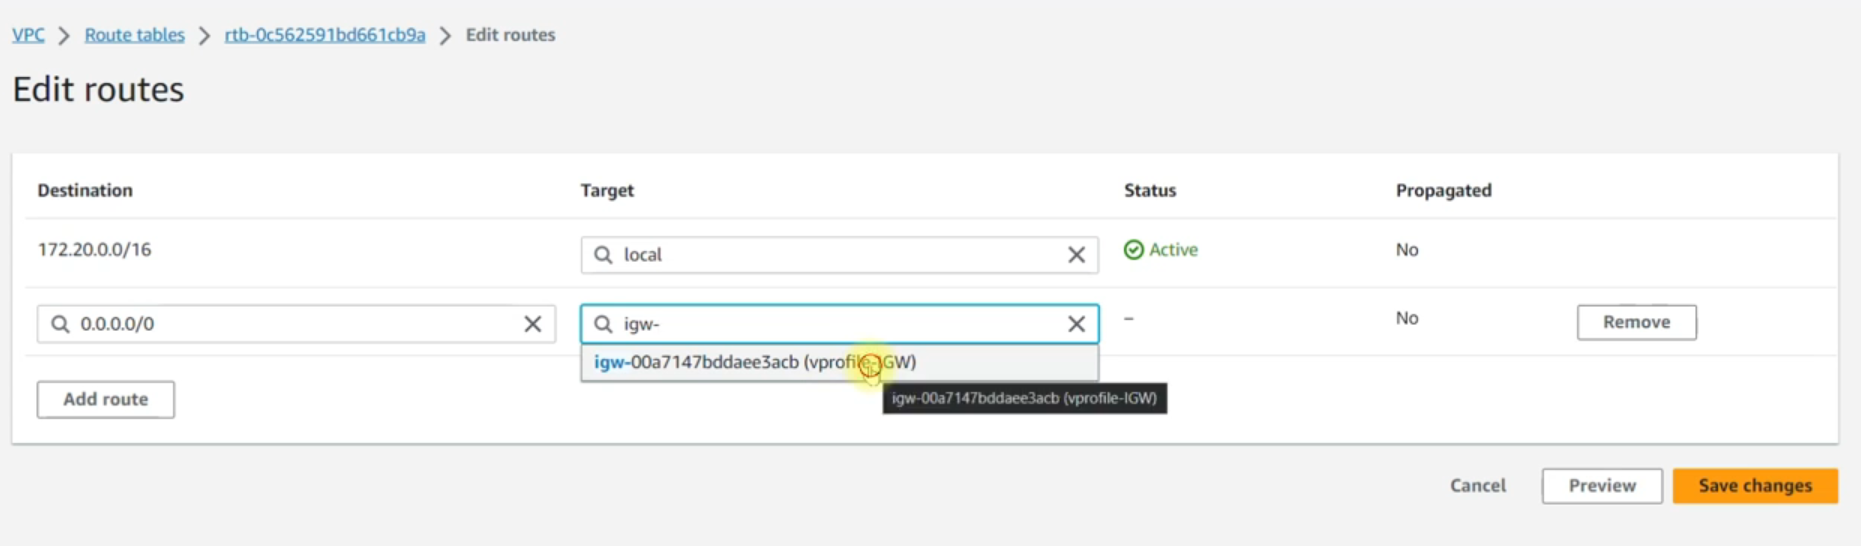 VPC > Route tables > rtb-0c562591bd661cb9a > Edit routes
Edit routes
Destination Target Status Propagated
172.20.0.0/16 local Active No
0.0.0.0/0 igw- – No Remove
igw-00a7147bddaee3acb (vprofile-IGW)
igw-00a7147bddaee3acb (vprofile-IGW)
Add route
Cancel Preview Save changes